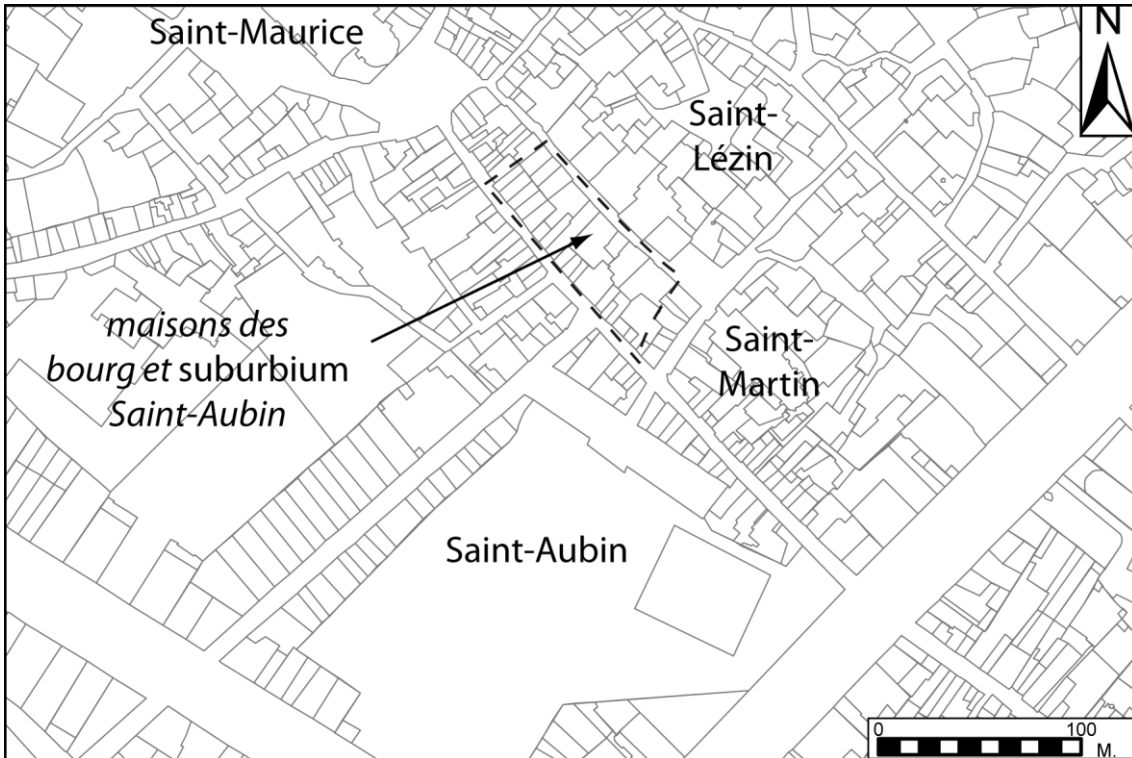 Saint-Maurice
N
Saint-
Lézin
maisons des
bourg et suburbium
Saint-Aubin
Saint-
Martin
Saint-Aubin
0 100
M.